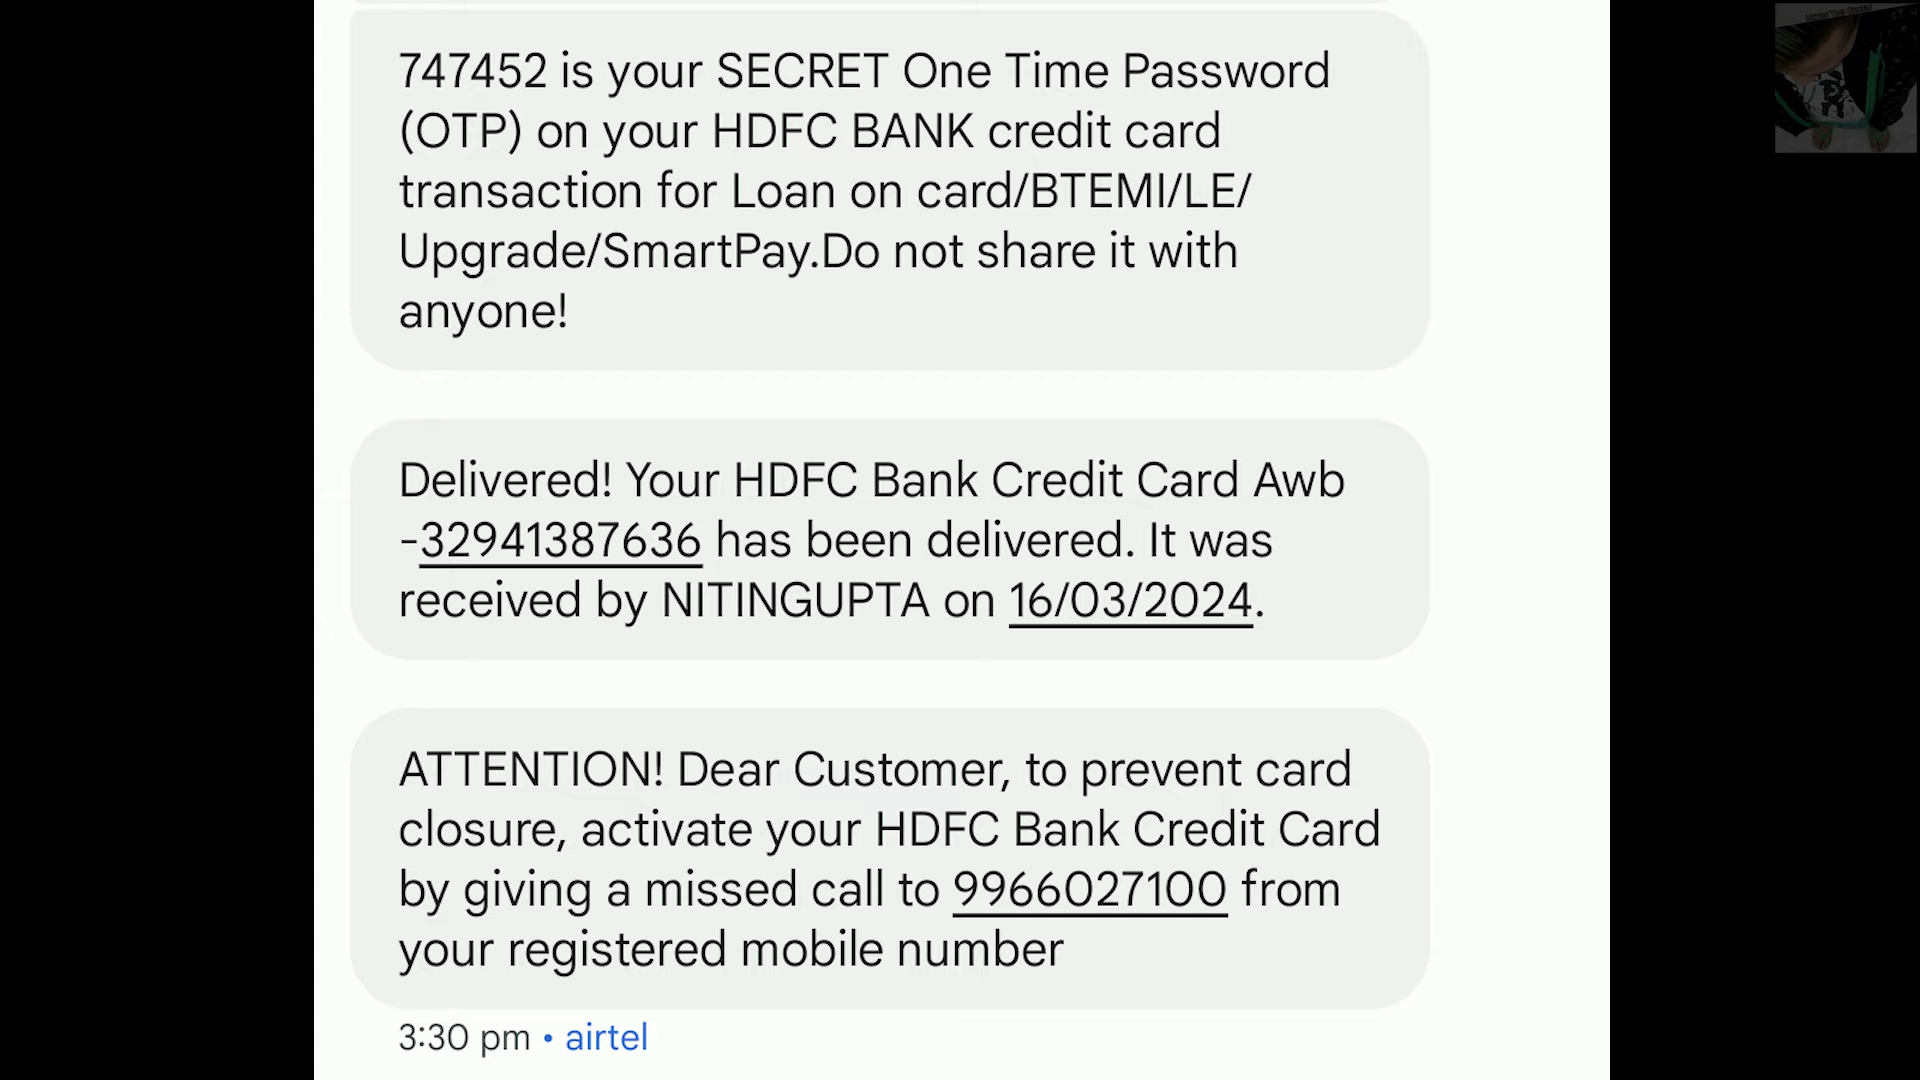 747452 is your SECRET One Time Password
(OTP) on your HDFC BANK credit card
transaction for Loan on card/BTEMI/LE/
Upgrade/SmartPay.Do not share it with
anyone!
Delivered! Your HDFC Bank Credit Card Awb
-32941387636 has been delivered. It was
received by NITINGUPTA on 16/03/2024.
ATTENTION! Dear Customer, to prevent card
closure, activate your HDFC Bank Credit Card
by giving a missed call to 9966027100 from
your registered mobile number
3:30 pm • airtel